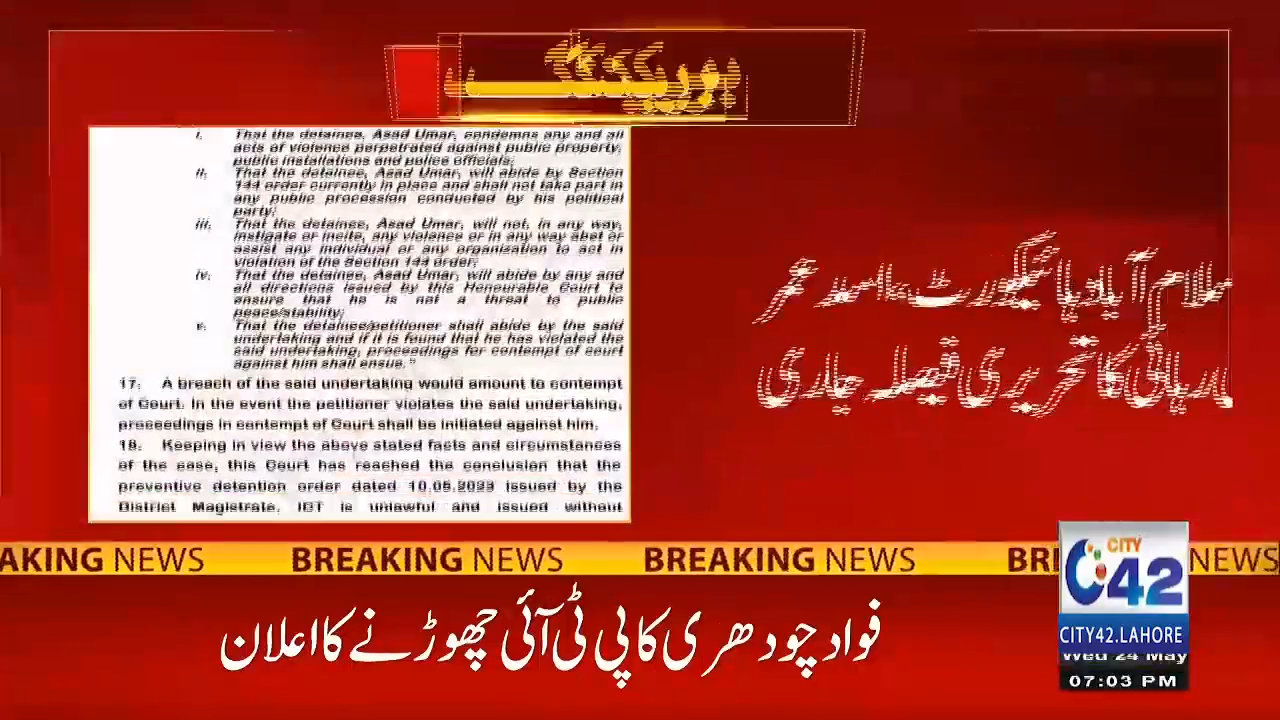 بریکنگ
i. That the detainee, Asad Umar, condemns any and all
acts of violence perpetrated against public property,
public installations and police officials;
ii. That the detainee, Asad Umar, will abide by Section
144 order currently in place and shall not take part in
any public procession conducted by his political
party;
iii. That the detainee, Asad Umar, will not, in any way,
instigate or incite, any violence or in any way abet or
assist any individual or any organization to act in
violation of the Section 144 order;
iv. That the detainee, Asad Umar, will abide by any and
all directions issued by this Honourable Court to
ensure that he is not a threat to public
peace/stability;
v. That the detainee/petitioner shall abide by the said
undertaking and if it is found that he has violated the
said undertaking, proceedings for contempt of court
against him shall ensue."
17. A breach of the said undertaking would amount to contempt
of Court. In the event the petitioner violates the said undertaking,
proceedings in contempt of Court shall be initiated against him.
18. Keeping in view the above stated facts and circumstances
of the case, this Court has reached the conclusion that the
preventive detention order dated 10.05.2023 issued by the
District Magistrate, ICT is unlawful and issued without
اسلام آباد ہائیکورٹ، اسد عمر
رہائی کا تحریری فیصلہ جاری
AKING NEWS BREAKING NEWS BREAKING NEWS BR NEWS
فواد چودھری کا پی ٹی آئی چھوڑنے کا اعلان
CITY
42
CITY42.LAHORE
Wed 24 May
07:03 PM